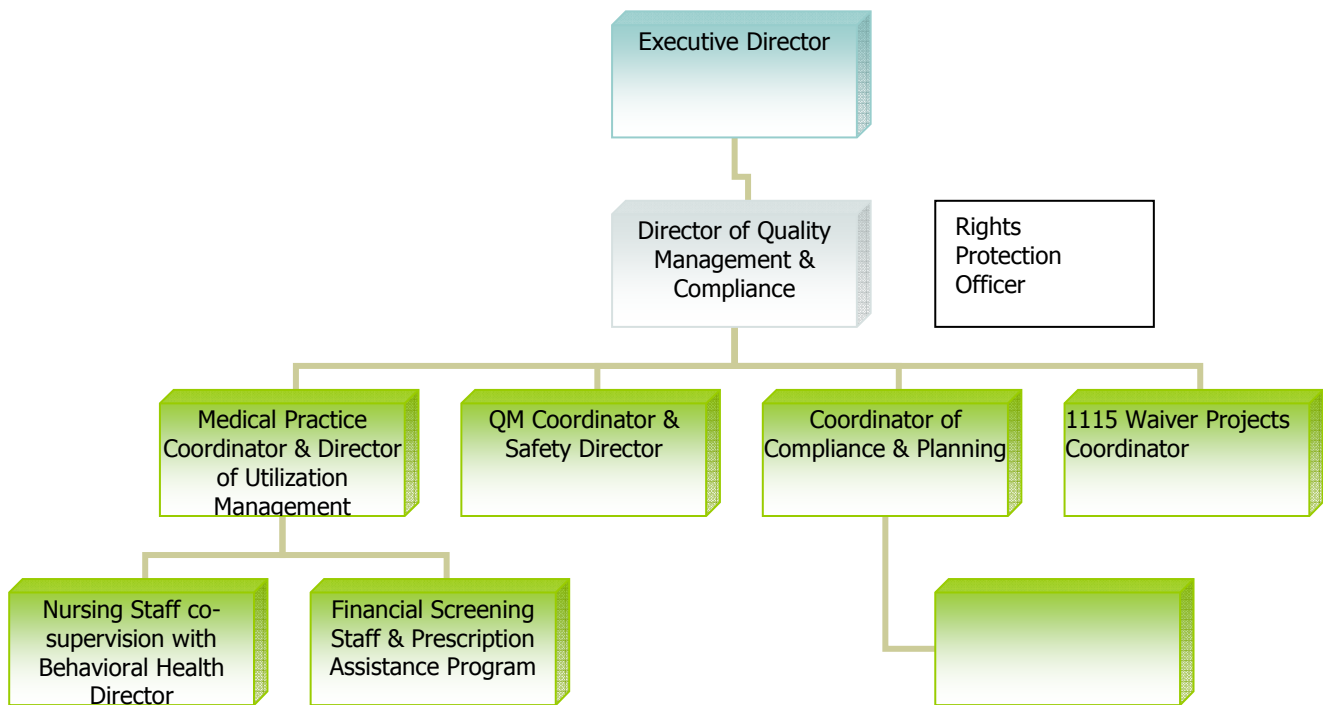 Executive Director
Director of Quality
Management &
Compliance
Rights
Protection
Officer
Medical Practice
Coordinator & Director
of Utilization
Management
QM Coordinator &
Safety Director
Coordinator of
Compliance & Planning
1115 Waiver Projects
Coordinator
Nursing Staff co-
supervision with
Behavioral Health
Director
Financial Screening
Staff & Prescription
Assistance Program